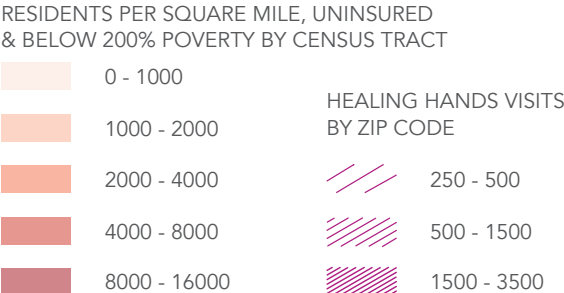 RESIDENTS PER SQUARE MILE, UNINSURED
& BELOW 200% POVERTY BY CENSUS TRACT
0 - 1000
1000 - 2000
2000 - 4000
4000 - 8000
8000 - 16000
HEALING HANDS VISITS
BY ZIP CODE
250 - 500
500 - 1500
1500 - 3500